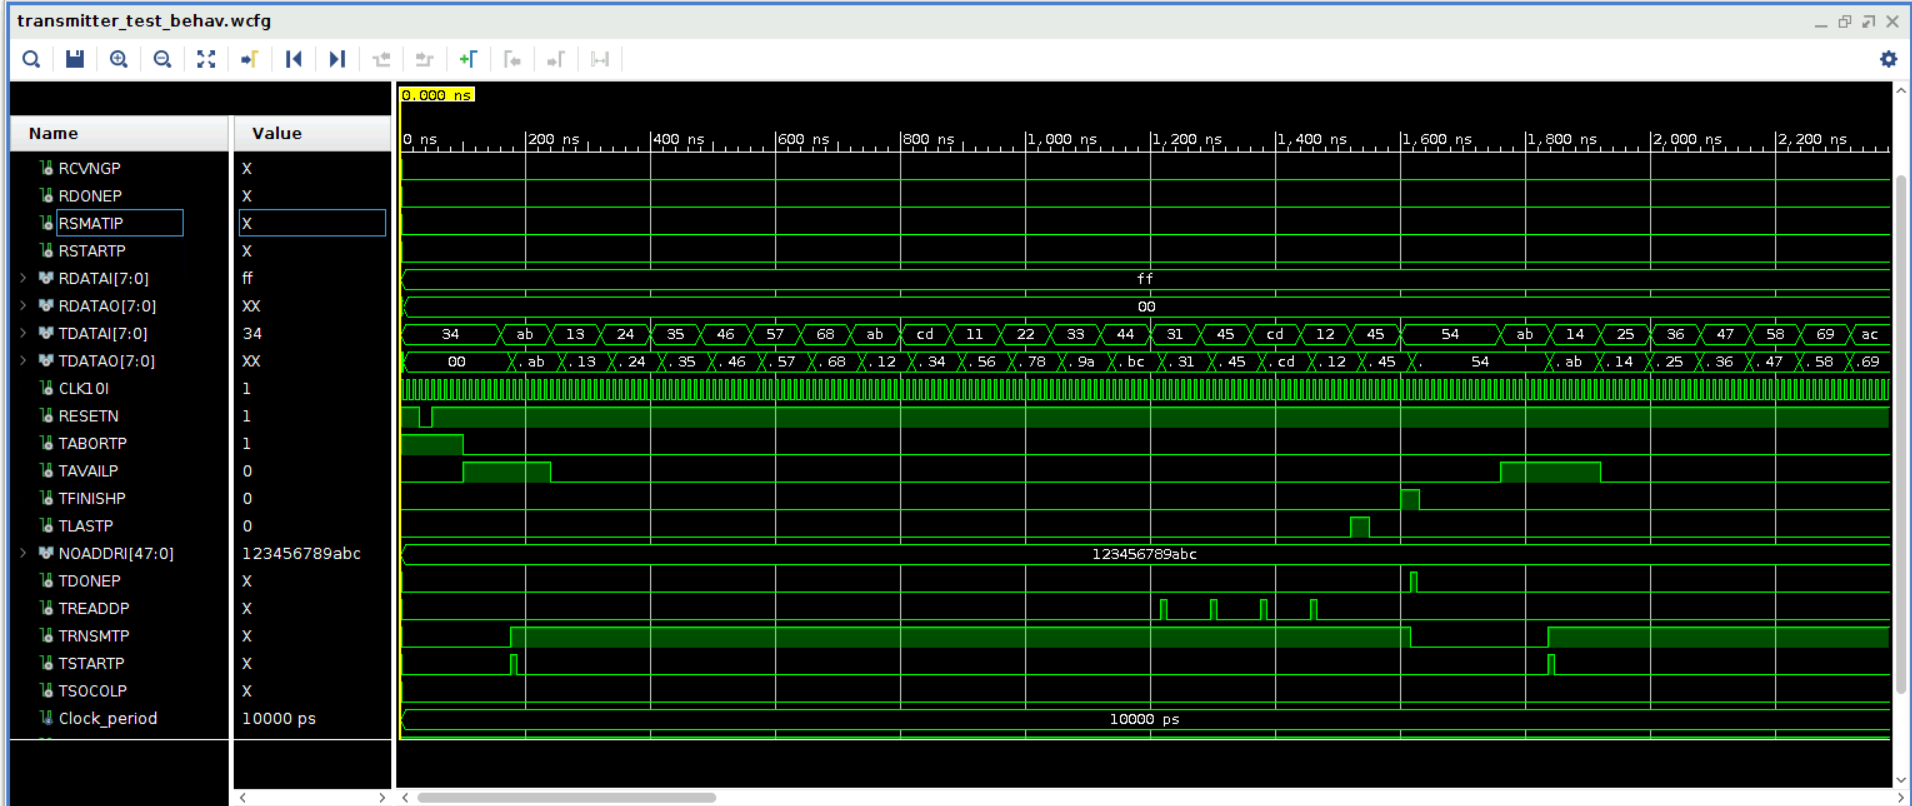 transmitter_test_behav.wcfg
0.000 ns
Name Value
0 ns 200 ns 400 ns 600 ns 800 ns 1,000 ns 1,200 ns 1,400 ns 1,600 ns 1,800 ns 2,000 ns 2,200 ns
RCVNGP X
RDONEP X
RSMATIP X
RSTARTP X
RDATAI[7:0] ff ff
RDATAO[7:0] XX 00
TDATAI[7:0] 34 34 ab 13 24 35 46 57 68 ab cd 11 22 33 44 31 45 cd 12 45 54 ab 14 25 36 47 58 69 ac
TDATAO[7:0] XX 00 . ab . 13 . 24 . 35 . 46 . 57 . 68 . 12 . 34 . 56 . 78 . 9a . bc . 31 . 45 . cd . 12 . 45 . 54 . ab . 14 . 25 . 36 . 47 . 58 . 69
CLK10I 1
RESETN 1
TABORTP 1
TAVAILP 0
TFINISHP 0
TLASTP 0
NOADDRI[47:0] 123456789abc 123456789abc
TDONEP X
TREADDP X
TRNSMTP X
TSTARTP X
TSOCOLP X
Clock_period 10000 ps 10000 ps